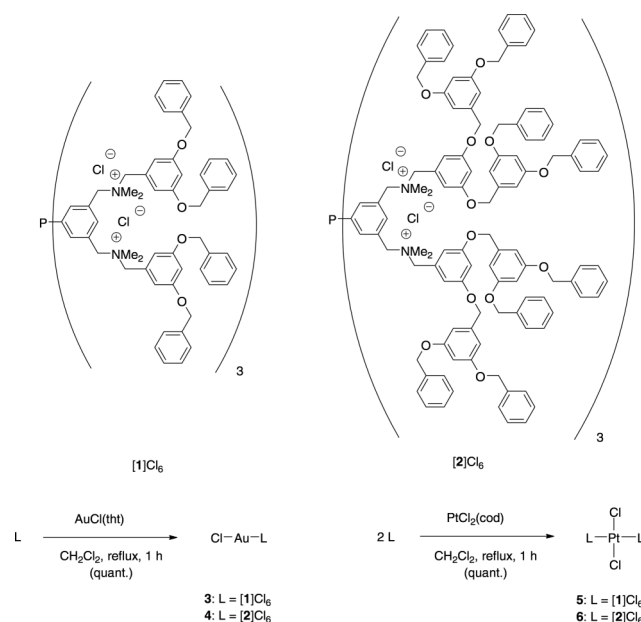 O
⊖
Cl
⊕
O
NMe₂
O
⊖
Cl
P
⊕
NMe₂
O
O
3
[1]Cl₆
O
O
O
⊖
Cl
O
⊕
NMe₂
O
O
⊖
Cl
P
⊕
O
NMe₂
O
O
O
O
O
3
[2]Cl₆
L
AuCl(tht)
CH₂Cl₂, reflux, 1 h
(quant.)
Cl–Au–L
3: L = [1]Cl₆
4: L = [2]Cl₆
2 L
PtCl₂(cod)
CH₂Cl₂, reflux, 1 h
(quant.)
Cl
L–Pt–L
Cl
5: L = [1]Cl₆
6: L = [2]Cl₆